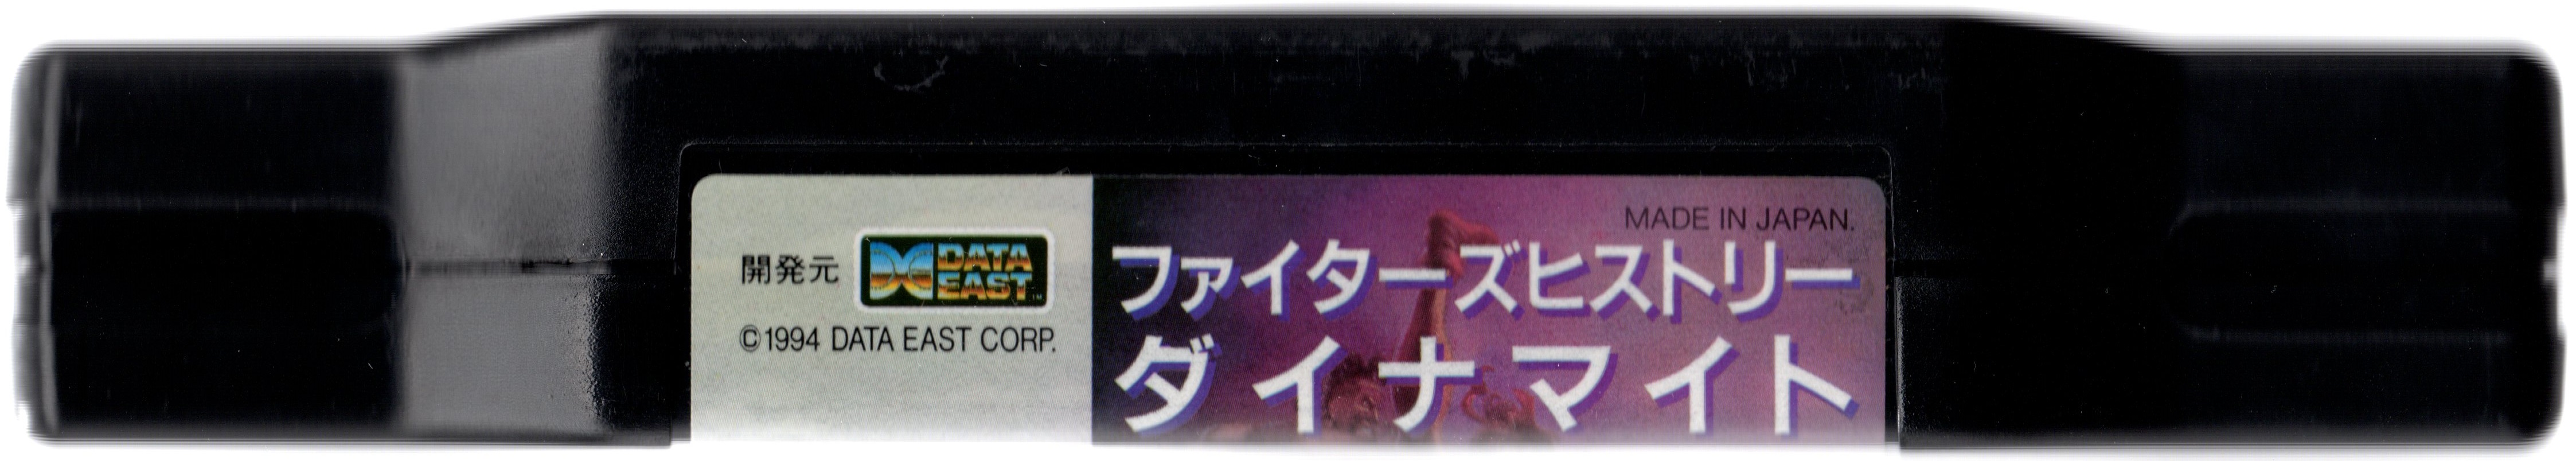 開発元 DATA EAST™
©1994 DATA EAST CORP.
MADE IN JAPAN.
ファイターズヒストリー
ダイナマイト